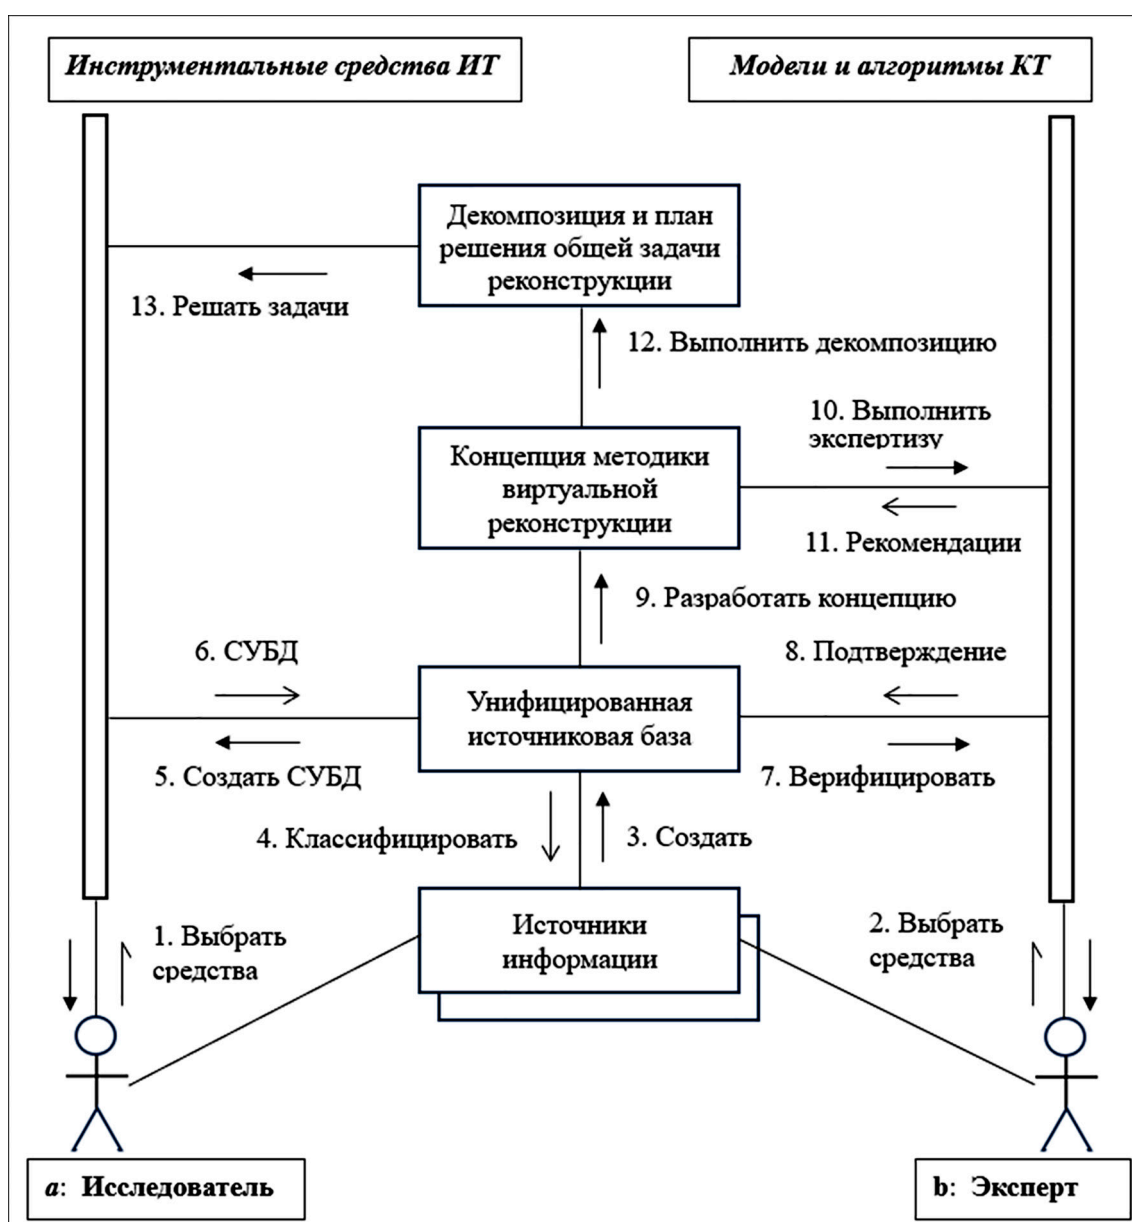 Инструментальные средства ИТ
Модели и алгоритмы КТ
Декомпозиция и план
решения общей задачи
реконструкции
13. Решать задачи
12. Выполнить декомпозицию
10. Выполнить
экспертизу
Концепция методики
виртуальной
реконструкции
11. Рекомендации
9. Разработать концепцию
6. СУБД
8. Подтверждение
Унифицированная
источниковая база
5. Создать СУБД
7. Верифицировать
4. Классифицировать
3. Создать
Источники
информации
1. Выбрать
средства
2. Выбрать
средства
a: Исследователь
b: Эксперт